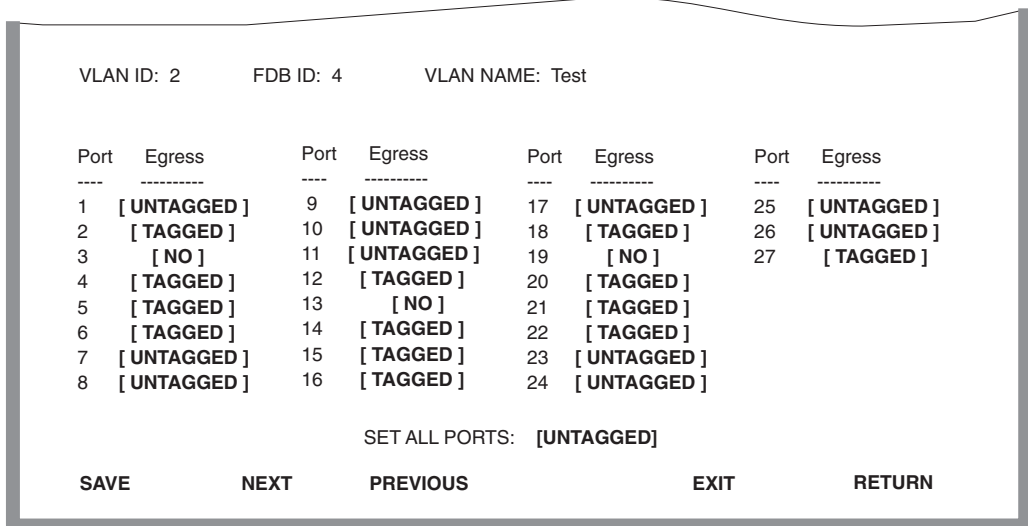 VLAN ID: 2 FDB ID: 4 VLAN NAME: Test
Port Egress Port Egress Port Egress Port Egress
---- ---------- ---- ---------- ---- ---------- ---- ----------
1 [ UNTAGGED ] 9 [ UNTAGGED ] 17 [ UNTAGGED ] 25 [ UNTAGGED ]
2 [ TAGGED ] 10 [ UNTAGGED ] 18 [ TAGGED ] 26 [ UNTAGGED ]
3 [ NO ] 11 [ UNTAGGED ] 19 [ NO ] 27 [ TAGGED ]
4 [ TAGGED ] 12 [ TAGGED ] 20 [ TAGGED ]
5 [ TAGGED ] 13 [ NO ] 21 [ TAGGED ]
6 [ TAGGED ] 14 [ TAGGED ] 22 [ TAGGED ]
7 [ UNTAGGED ] 15 [ TAGGED ] 23 [ UNTAGGED ]
8 [ UNTAGGED ] 16 [ TAGGED ] 24 [ UNTAGGED ]
SET ALL PORTS: [UNTAGGED]
SAVE NEXT PREVIOUS EXIT RETURN